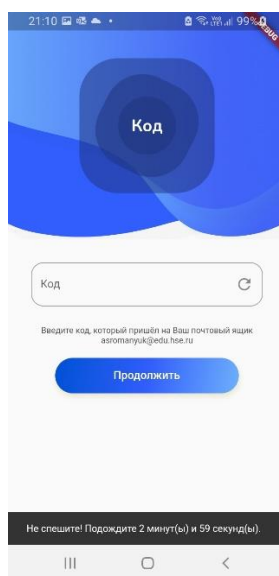 21:10
99%
DEBUG
Код
Код
Введите код, который пришёл на Ваш почтовый ящик
asromanyuk@edu.hse.ru
Продолжить
Не спешите! Подождите 2 минут(ы) и 59 секунд(ы).